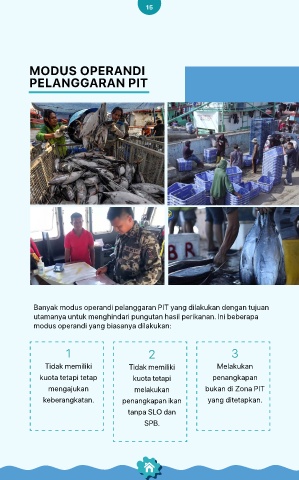 15
MODUS OPERANDI
PELANGGARAN PIT
Banyak modus operandi pelanggaran PIT yang dilakukan dengan tujuan
utamanya untuk menghindari pungutan hasil perikanan. Ini beberapa
modus operandi yang biasanya dilakukan:
1
Tidak memiliki
kuota tetapi tetap
mengajukan
keberangkatan.
2
Tidak memiliki
kuota tetapi
melakukan
penangkapan ikan
tanpa SLO dan
SPB.
3
Melakukan
penangkapan
bukan di Zona PIT
yang ditetapkan.